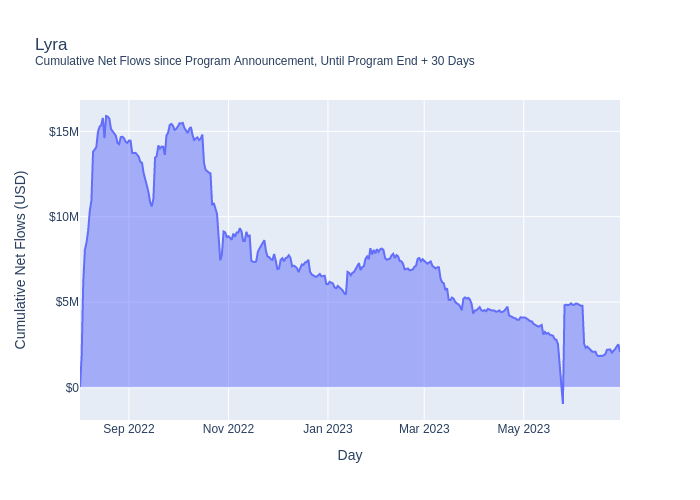 Lyra
Cumulative Net Flows since Program Announcement, Until Program End + 30 Days
Cumulative Net Flows (USD)
$15M
$10M
$5M
$0
Sep 2022
Nov 2022
Jan 2023
Mar 2023
May 2023
Day